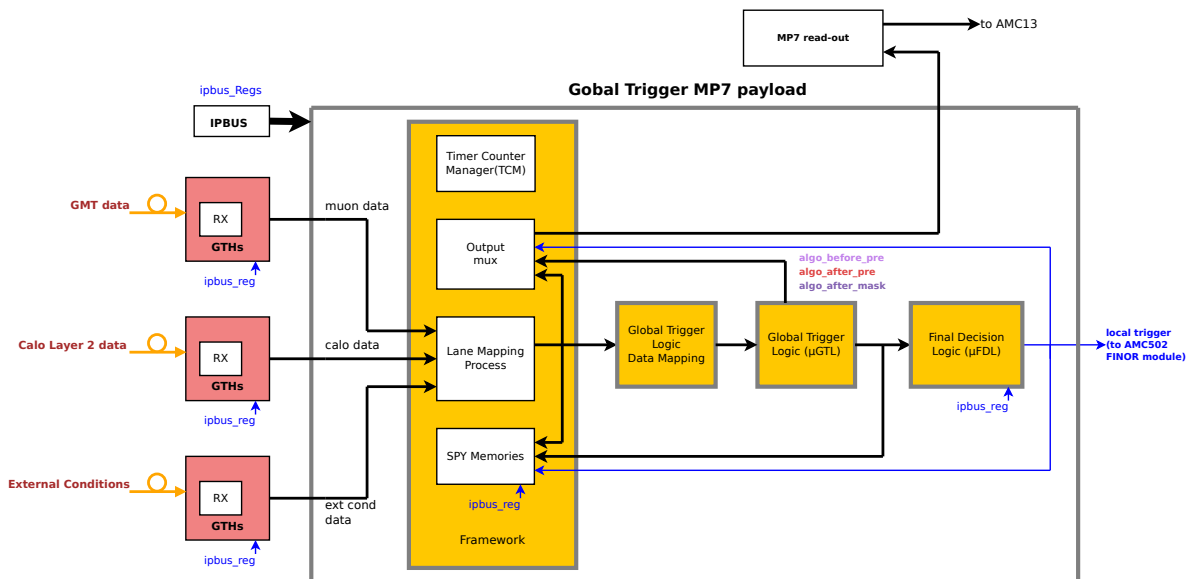 MP7 read-out
to AMC13
ipbus_Regs
Gobal Trigger MP7 payload
IPBUS
Timer Counter
Manager(TCM)
GMT data
RX
GTHs
ipbus_reg
muon data
Output
mux
algo_before_pre
algo_after_pre
algo_after_mask
Calo Layer 2 data
RX
GTHs
ipbus_reg
calo data
Lane Mapping
Process
Global Trigger
Logic
Data Mapping
Global Trigger
Logic (µGTL)
Final Decision
Logic (µFDL)
ipbus_reg
local trigger
(to AMC502
FINOR module)
External Conditions
RX
GTHs
ipbus_reg
ext cond
data
SPY Memories
ipbus_reg
Framework